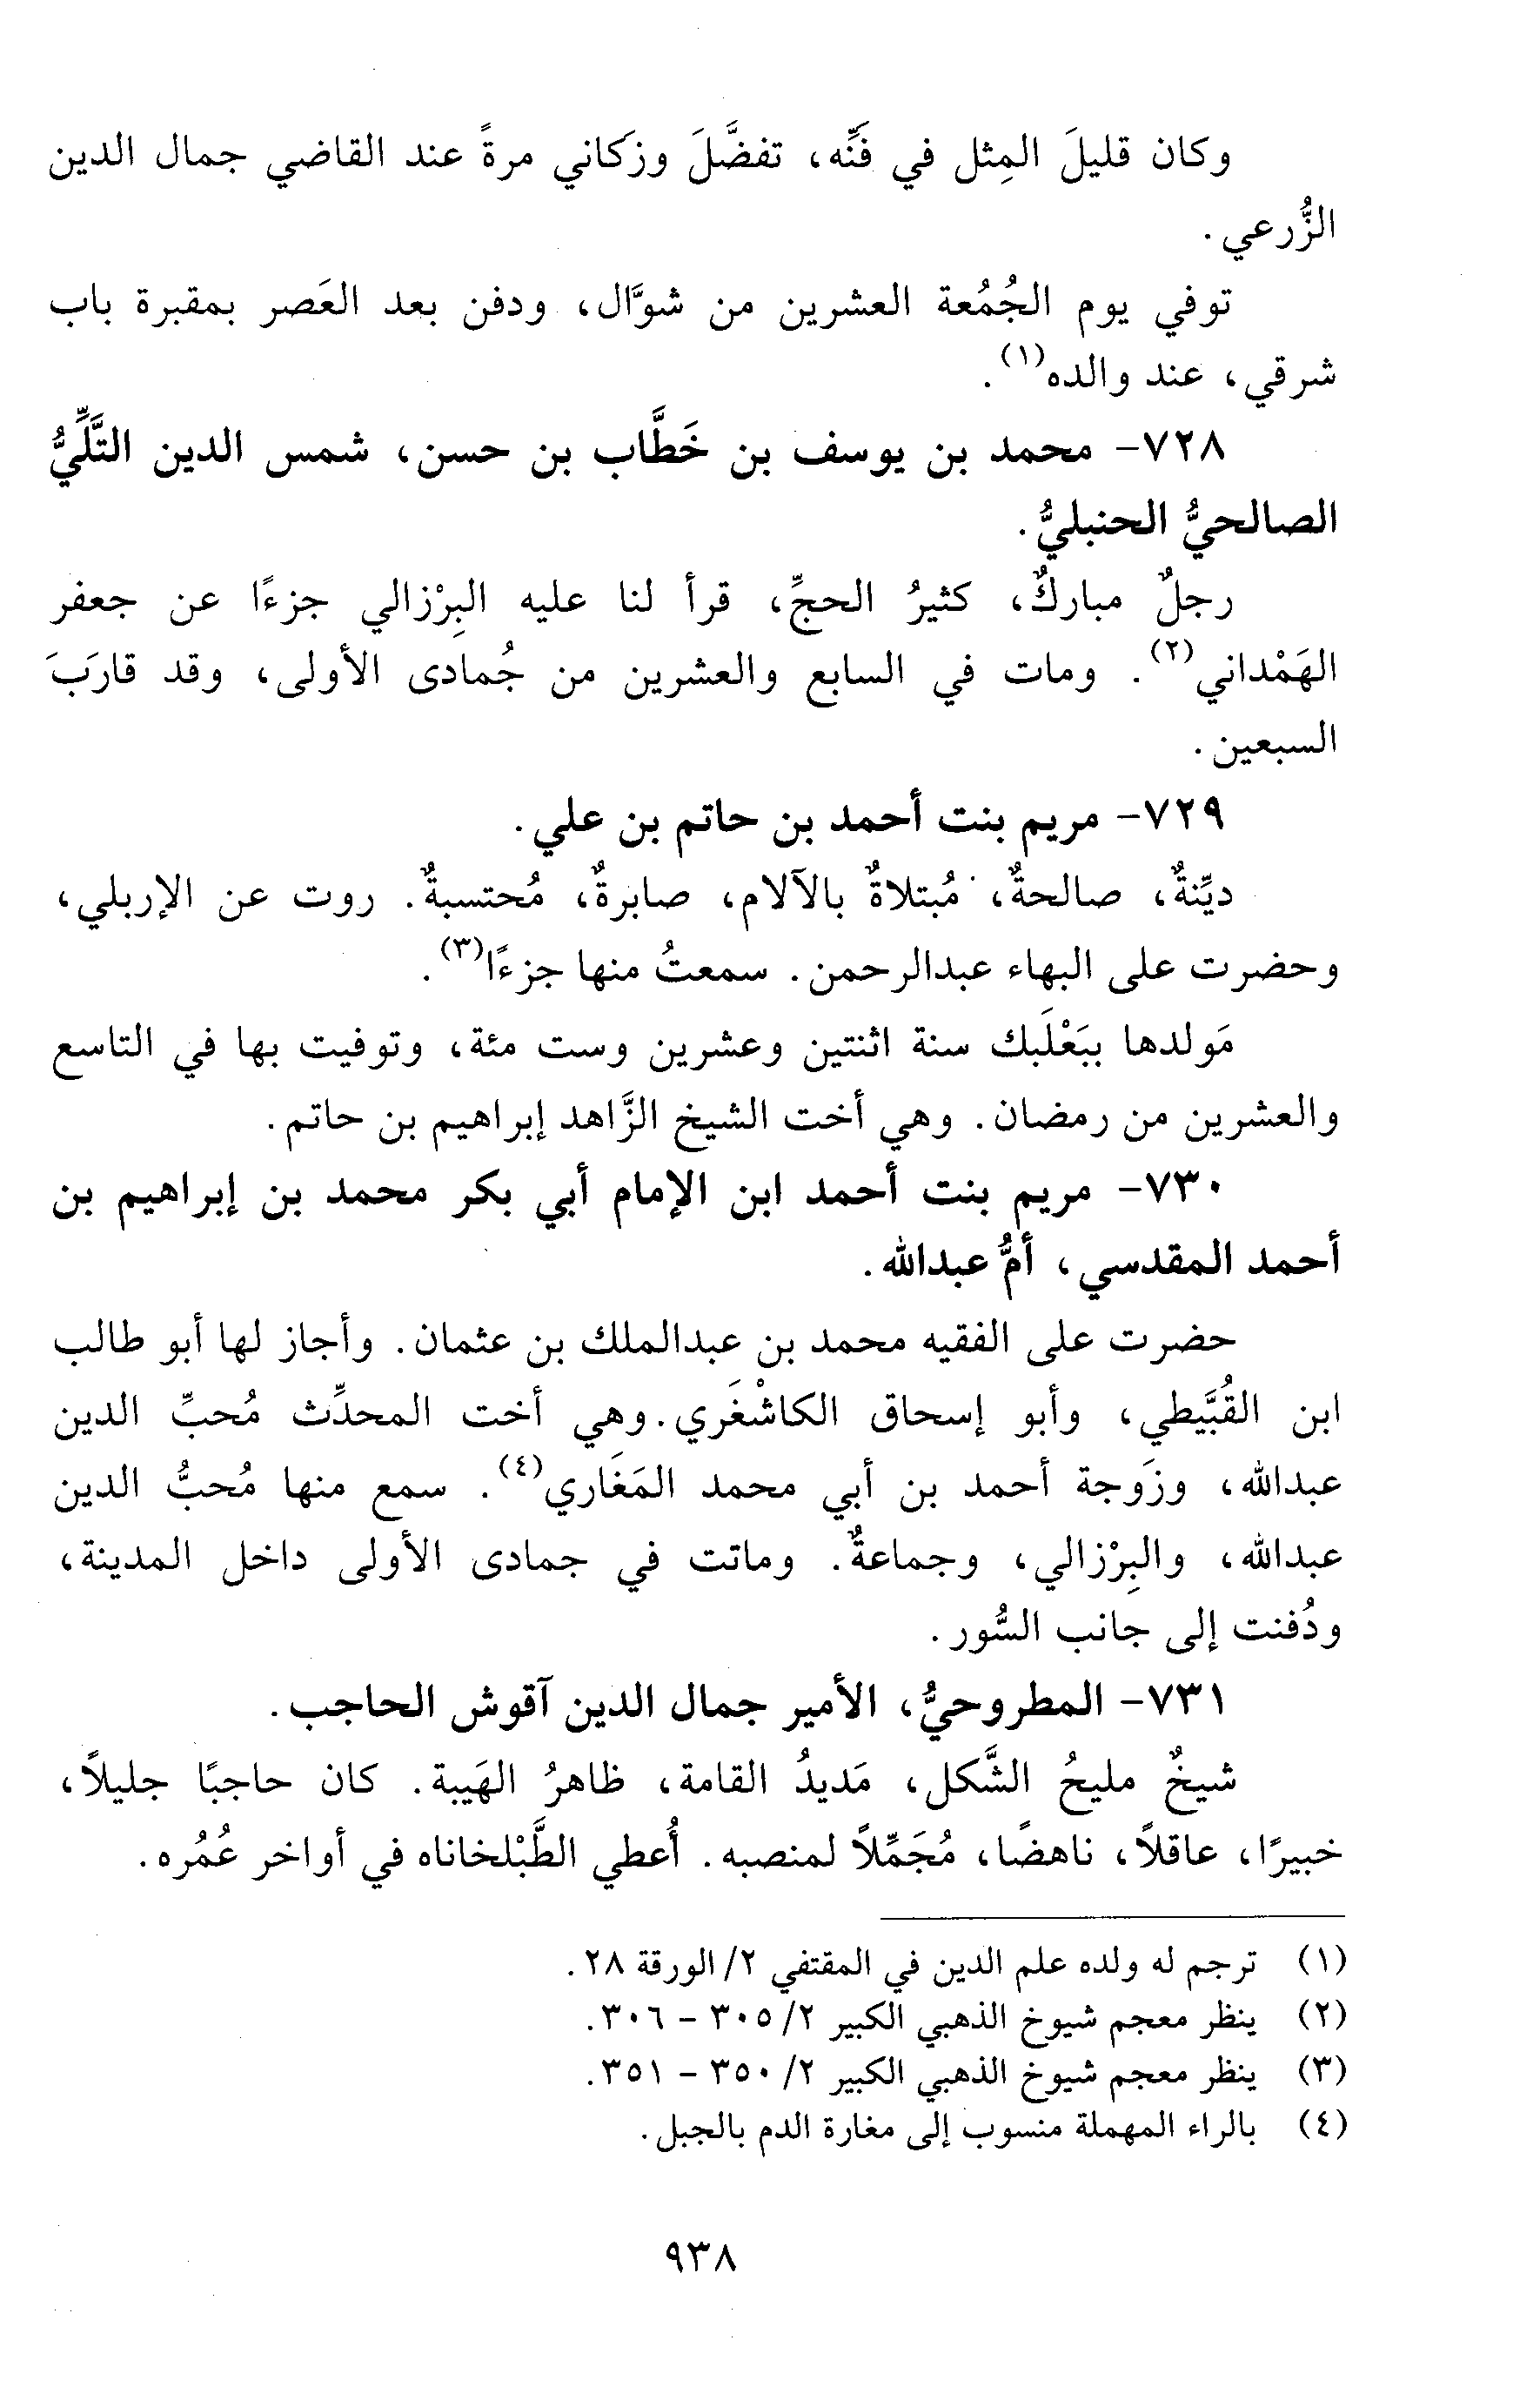 وكان قليلَ المِثل في فَنِّه، تفضَّلَ وزكاني مرةً عند القاضي جمال الدين
الزُّرعي.
توفي يوم الجُمُعة العشرين من شوَّال، ودفن بعد العَصر بمقبرة باب
شرقي، عند والده(١).
٧٢٨- محمد بن يوسف بن خَطَّاب بن حسن، شمس الدين التَّلِّيُّ
الصالحيُّ الحنبليُّ.
رجلٌ مباركٌ، كثيرُ الحجِّ، قرأ لنا عليه البِرْزالي جزءًا عن جعفر
الهَمْداني(٢). ومات في السابع والعشرين من جُمادى الأولى، وقد قارَبَ
السبعين.
٧٢٩- مريم بنت أحمد بن حاتم بن علي.
ديِّنةٌ، صالحةٌ، مُبتلاةٌ بالآلام، صابرةٌ، مُحتسبةٌ. روت عن الإربلي،
وحضرت على البهاء عبدالرحمن. سمعتُ منها جزءًا(٣).
مَولدها ببَعْلَبك سنة اثنتين وعشرين وست مئة، وتوفيت بها في التاسع
والعشرين من رمضان. وهي أخت الشيخ الزَّاهد إبراهيم بن حاتم.
٧٣٠- مريم بنت أحمد ابن الإمام أبي بكر محمد بن إبراهيم بن
أحمد المقدسي، أمُّ عبدالله.
حضرت على الفقيه محمد بن عبدالملك بن عثمان. وأجاز لها أبو طالب
ابن القُبَّيطي، وأبو إسحاق الكاشْغَري. وهي أخت المحدِّث مُحبِّ الدين
عبدالله، وزَوجة أحمد بن أبي محمد المَغَاري(٤). سمع منها مُحبُّ الدين
عبدالله، والبِرْزالي، وجماعةٌ. وماتت في جمادى الأولى داخل المدينة،
ودُفنت إلى جانب السُّور.
٧٣١- المطروحيُّ، الأمير جمال الدين آقوش الحاجب.
شيخٌ مليحُ الشَّكل، مَديدُ القامة، ظاهرُ الهَيبة. كان حاجبًا جليلاً،
خبيرًا، عاقلاً، ناهضًا، مُجَمِّلاً لمنصبه. أُعطي الطَّبْلخاناه في أواخر عُمُره.
(١) ترجم له ولده علم الدين في المقتفي ٢/ الورقة ٢٨.
(٢) ينظر معجم شيوخ الذهبي الكبير ٢/ ٣٠٥ - ٣٠٦.
(٣) ينظر معجم شيوخ الذهبي الكبير ٢/ ٣٥٠ - ٣٥١.
(٤) بالراء المهملة منسوب إلى مغارة الدم بالجبل.
٩٣٨